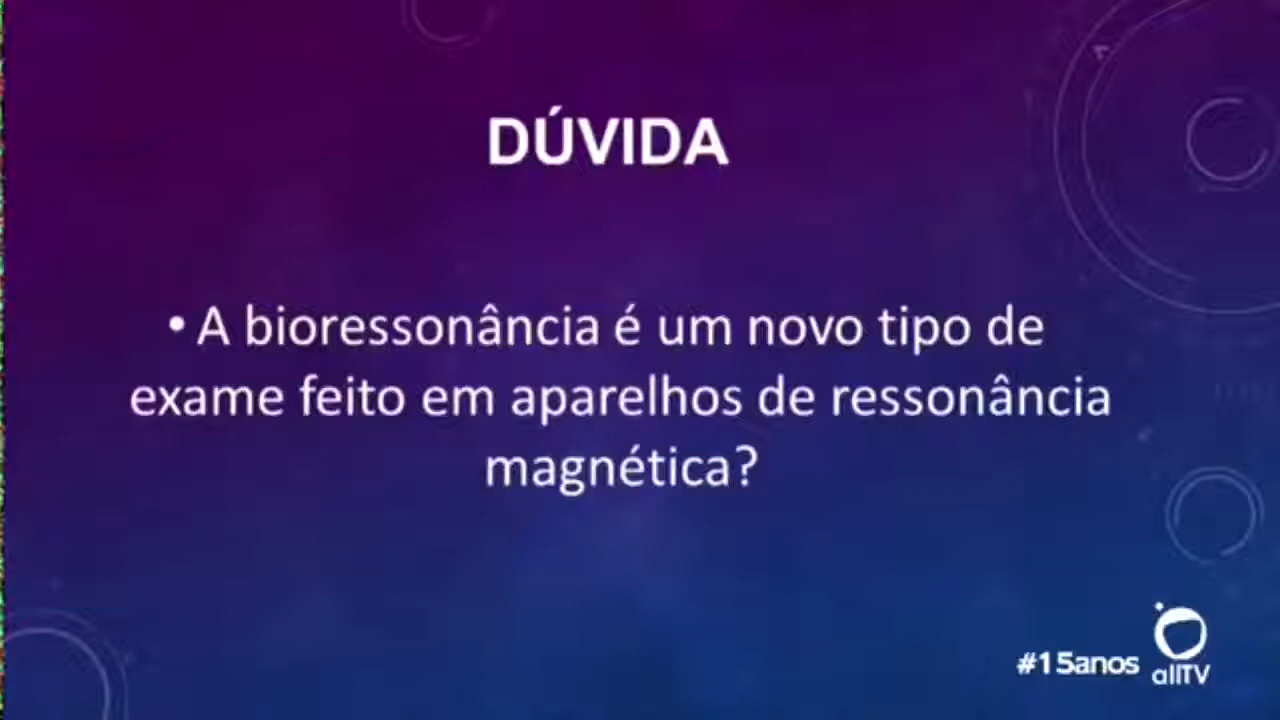 DÚVIDA
• A bioressonância é um novo tipo de
exame feito em aparelhos de ressonância
magnética?
#15anos
allTV